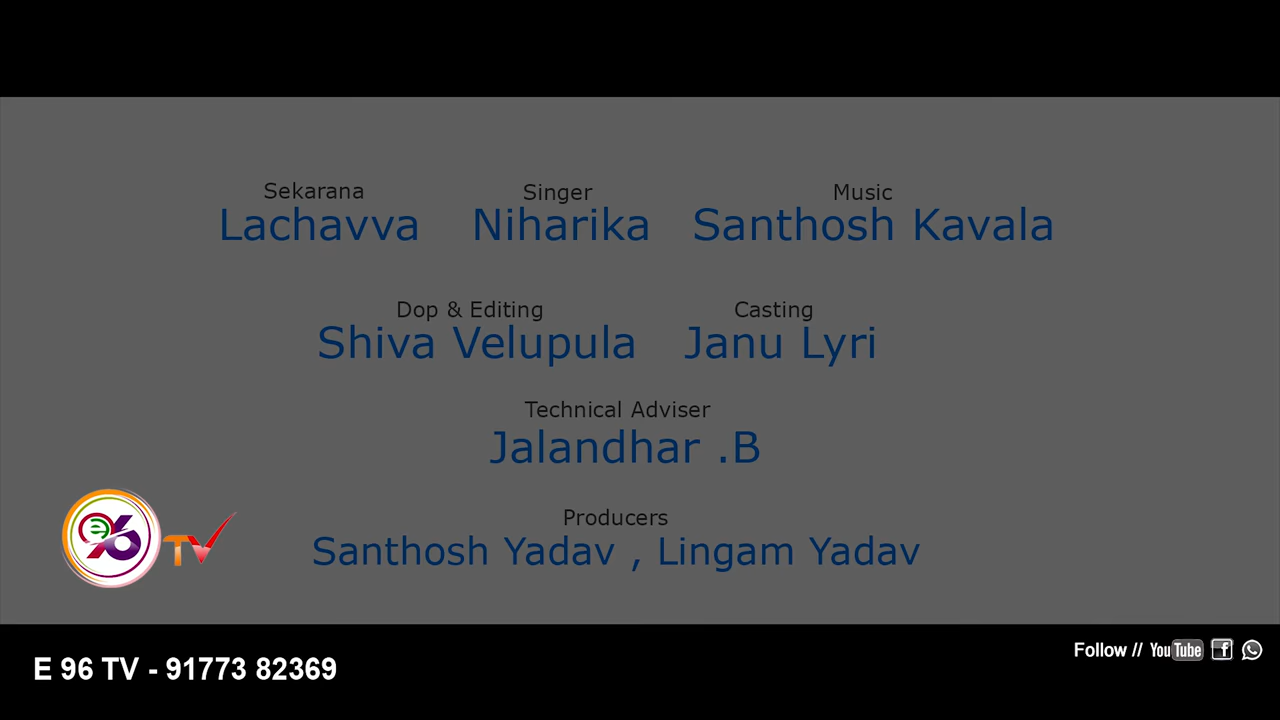 Sekarana Singer Music
Lachavva Niharika Santhosh Kavala
Dop & Editing Casting
Shiva Velupula Janu Lyri
Technical Adviser
Jalandhar .B
Producers
Santhosh Yadav , Lingam Yadav
e96 TV
E 96 TV - 91773 82369
Follow // YouTube f